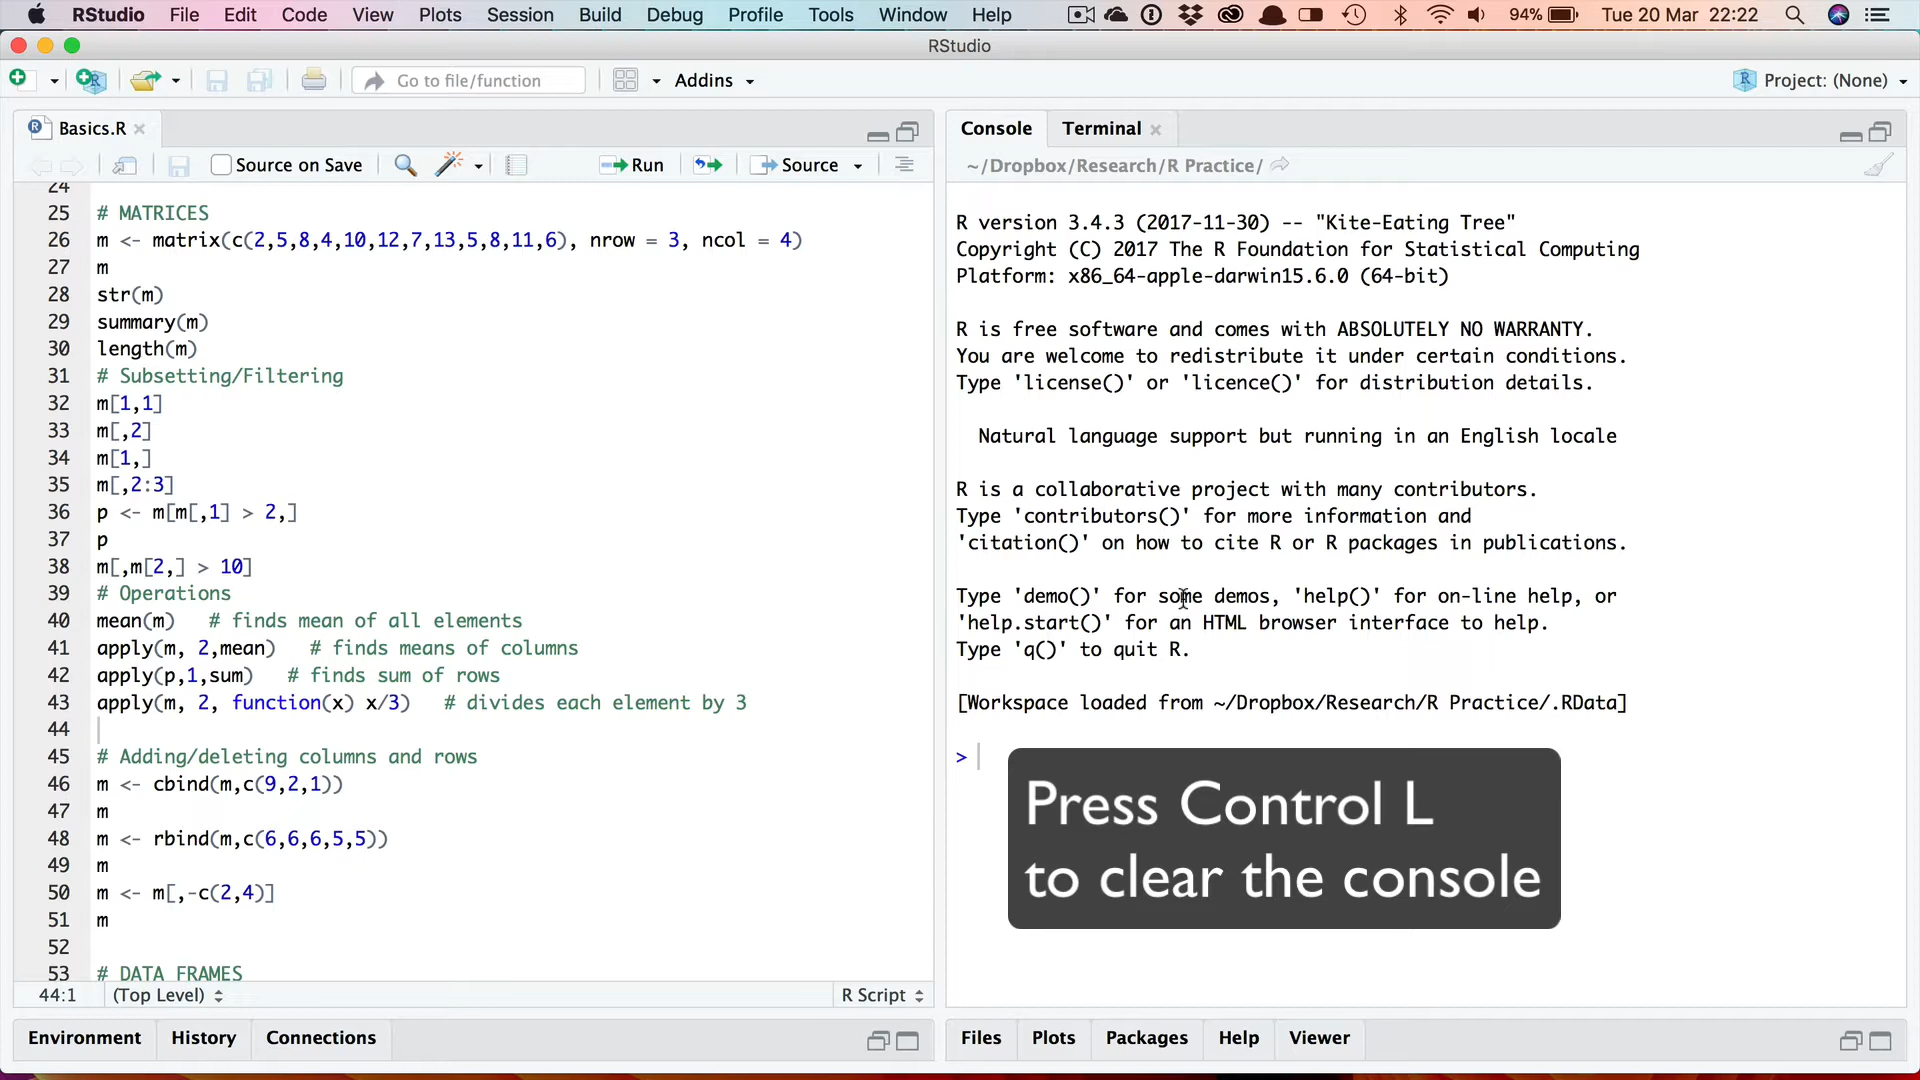 RStudio File Edit Code View Plots Session Build Debug Profile Tools Window Help 94% Tue 20 Mar 22:22
RStudio
Go to file/function Addins Project: (None)
Basics.R
Source on Save Run Source
24
25 # MATRICES
26 m <- matrix(c(2,5,8,4,10,12,7,13,5,8,11,6), nrow = 3, ncol = 4)
27 m
28 str(m)
29 summary(m)
30 length(m)
31 # Subsetting/Filtering
32 m[1,1]
33 m[,2]
34 m[1,]
35 m[,2:3]
36 p <- m[m[,1] > 2,]
37 p
38 m[,m[2,] > 10]
39 # Operations
40 mean(m)   # finds mean of all elements
41 apply(m, 2,mean)   # finds means of columns
42 apply(p,1,sum)   # finds sum of rows
43 apply(m, 2, function(x) x/3)   # divides each element by 3
44
45 # Adding/deleting columns and rows
46 m <- cbind(m,c(9,2,1))
47 m
48 m <- rbind(m,c(6,6,6,5,5))
49 m
50 m <- m[,-c(2,4)]
51 m
52
53 # DATA FRAMES
44:1 (Top Level) R Script
Environment History Connections
Console Terminal
~/Dropbox/Research/R Practice/
R version 3.4.3 (2017-11-30) -- "Kite-Eating Tree"
Copyright (C) 2017 The R Foundation for Statistical Computing
Platform: x86_64-apple-darwin15.6.0 (64-bit)
R is free software and comes with ABSOLUTELY NO WARRANTY.
You are welcome to redistribute it under certain conditions.
Type 'license()' or 'licence()' for distribution details.
Natural language support but running in an English locale
R is a collaborative project with many contributors.
Type 'contributors()' for more information and
'citation()' on how to cite R or R packages in publications.
Type 'demo()' for some demos, 'help()' for on-line help, or
'help.start()' for an HTML browser interface to help.
Type 'q()' to quit R.
[Workspace loaded from ~/Dropbox/Research/R Practice/.RData]
>
Press Control L
to clear the console
Files Plots Packages Help Viewer